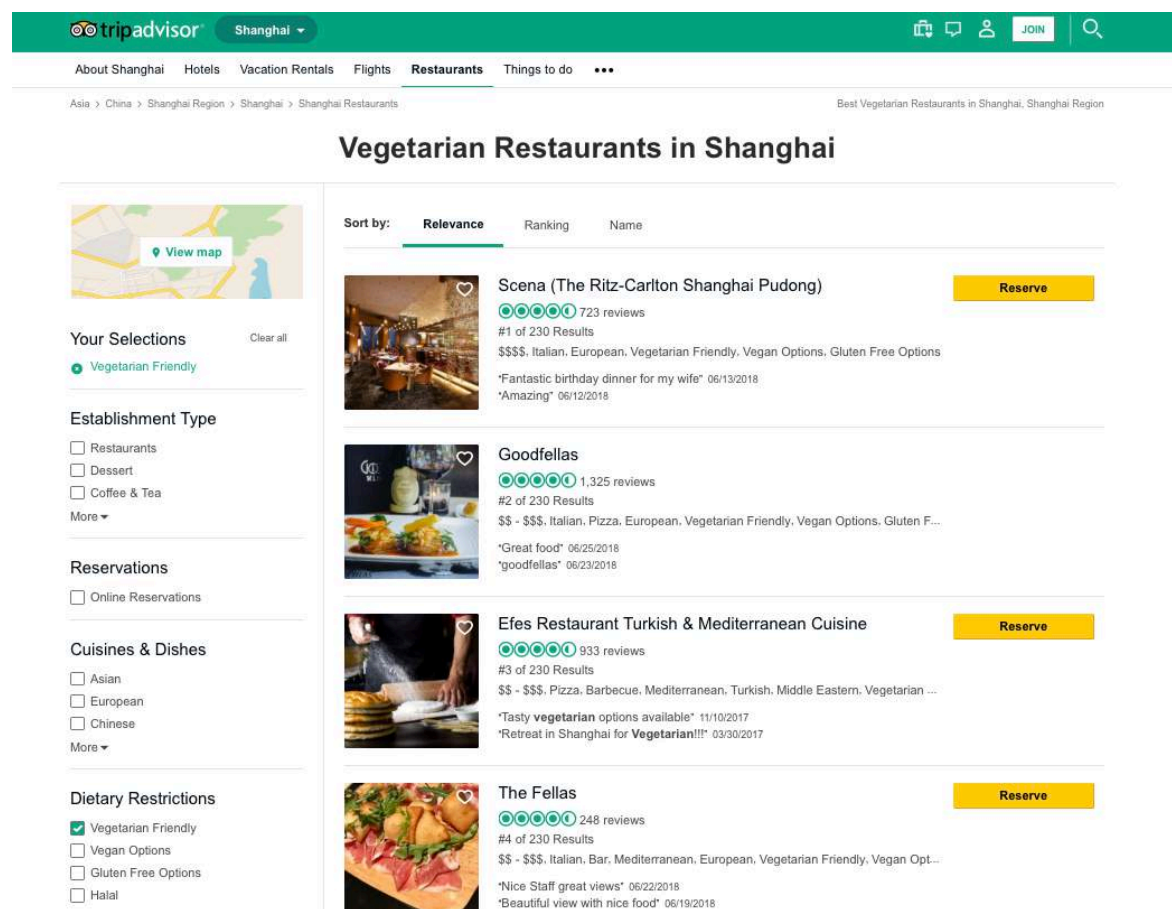 tripadvisor
Shanghai
JOIN
About Shanghai Hotels Vacation Rentals Flights Restaurants Things to do •••
Asia > China > Shanghai Region > Shanghai > Shanghai Restaurants
Best Vegetarian Restaurants in Shanghai, Shanghai Region
Vegetarian Restaurants in Shanghai
View map
Your Selections Clear all
Vegetarian Friendly
Establishment Type
Restaurants
Dessert
Coffee & Tea
More
Reservations
Online Reservations
Cuisines & Dishes
Asian
European
Chinese
More
Dietary Restrictions
Vegetarian Friendly
Vegan Options
Gluten Free Options
Halal
Sort by: Relevance Ranking Name
Scena (The Ritz-Carlton Shanghai Pudong)
Reserve
723 reviews
#1 of 230 Results
$$$$, Italian, European, Vegetarian Friendly, Vegan Options, Gluten Free Options
"Fantastic birthday dinner for my wife" 06/13/2018
"Amazing" 06/12/2018
Goodfellas
1,325 reviews
#2 of 230 Results
$$ - $$$, Italian, Pizza, European, Vegetarian Friendly, Vegan Options, Gluten F...
"Great food" 06/25/2018
"goodfellas" 06/23/2018
Efes Restaurant Turkish & Mediterranean Cuisine
Reserve
933 reviews
#3 of 230 Results
$$ - $$$, Pizza, Barbecue, Mediterranean, Turkish, Middle Eastern, Vegetarian ...
"Tasty vegetarian options available" 11/10/2017
"Retreat in Shanghai for Vegetarian!!!" 03/30/2017
The Fellas
Reserve
248 reviews
#4 of 230 Results
$$ - $$$, Italian, Bar, Mediterranean, European, Vegetarian Friendly, Vegan Opt...
"Nice Staff great views" 06/22/2018
"Beautiful view with nice food" 06/19/2018